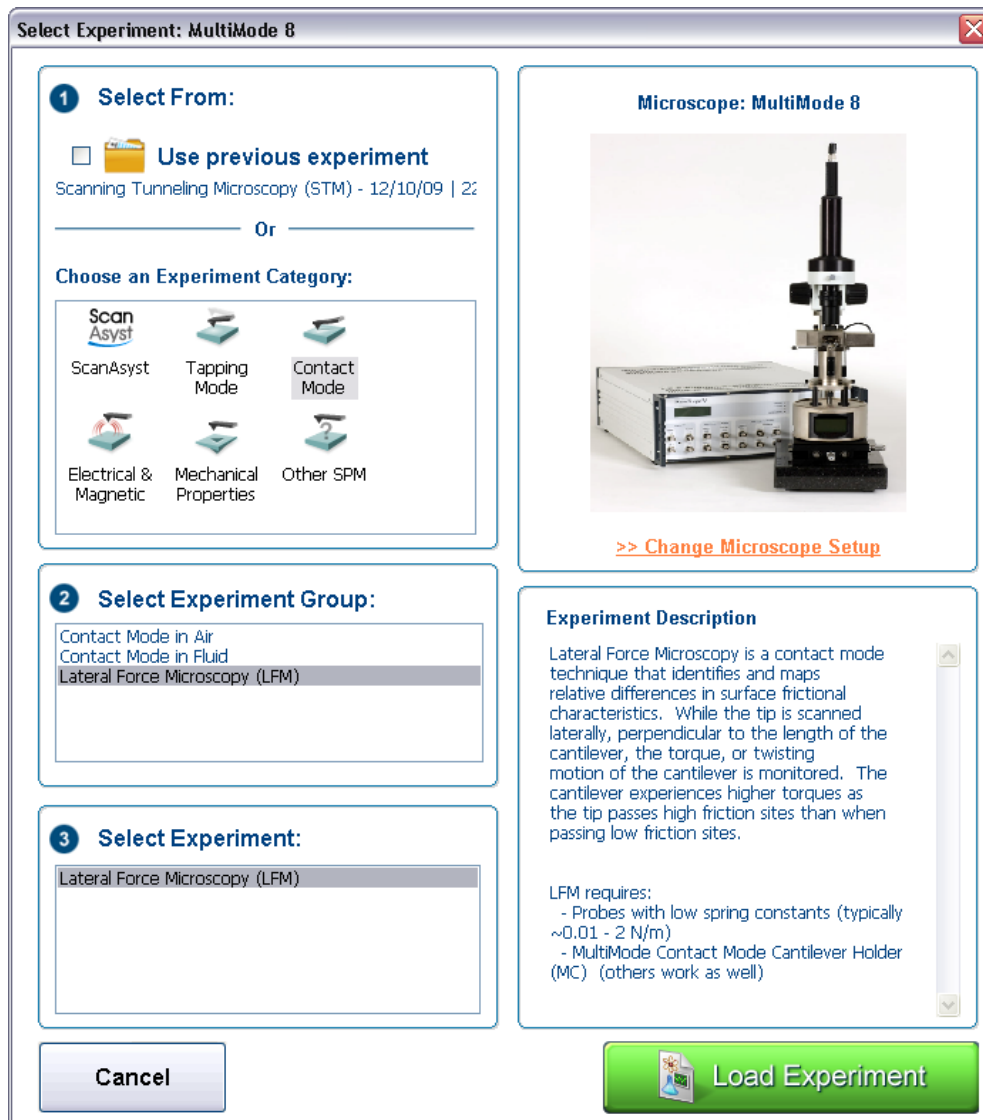 Select Experiment: MultiMode 8
1 Select From:
Use previous experiment
Scanning Tunneling Microscopy (STM) - 12/10/09 | 22
Or
Choose an Experiment Category:
Scan
Asyst
ScanAsyst
Tapping
Mode
Contact
Mode
Electrical &
Magnetic
Mechanical
Properties
Other SPM
2 Select Experiment Group:
Contact Mode in Air
Contact Mode in Fluid
Lateral Force Microscopy (LFM)
3 Select Experiment:
Lateral Force Microscopy (LFM)
Cancel
Microscope: MultiMode 8
>> Change Microscope Setup
Experiment Description
Lateral Force Microscopy is a contact mode
technique that identifies and maps
relative differences in surface frictional
characteristics. While the tip is scanned
laterally, perpendicular to the length of the
cantilever, the torque, or twisting
motion of the cantilever is monitored. The
cantilever experiences higher torques as
the tip passes high friction sites than when
passing low friction sites.
LFM requires:
- Probes with low spring constants (typically
~0.01 - 2 N/m)
- MultiMode Contact Mode Cantilever Holder
(MC) (others work as well)
Load Experiment